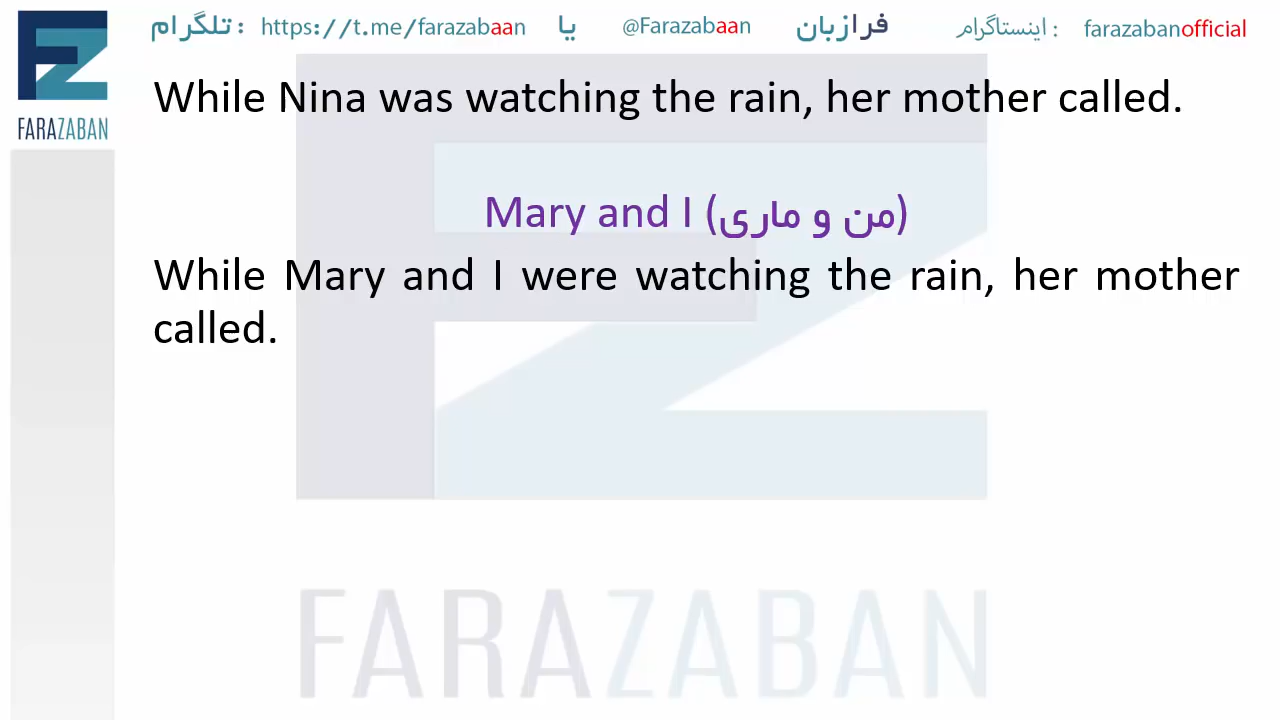 تلگرام : https://t.me/farazabaan یا @Farazabaan فرازبان اینستاگرام : farazabanofficial
FARAZABAN
While Nina was watching the rain, her mother called.
Mary and I (من و ماری)
While Mary and I were watching the rain, her mother
called.
FARAZABAN